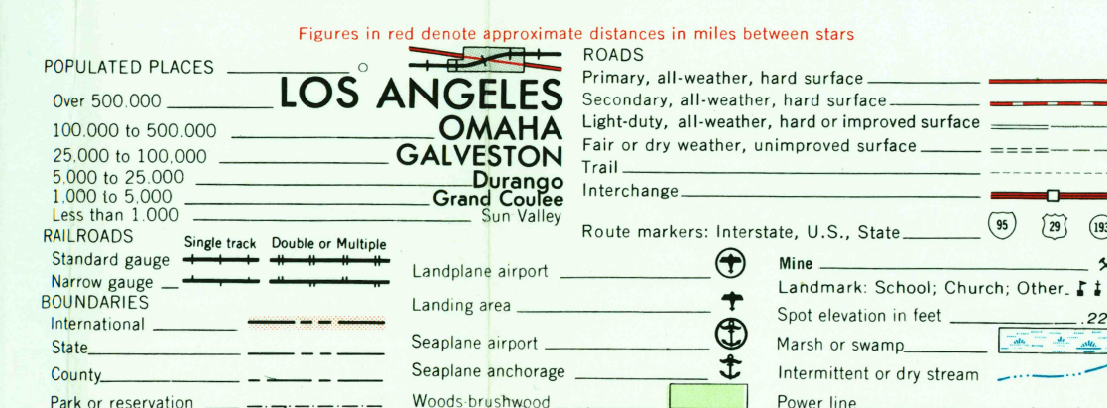 Figures in red denote approximate distances in miles between stars
POPULATED PLACES
Over 500,000 LOS ANGELES
100,000 to 500,000 OMAHA
25,000 to 100,000 GALVESTON
5,000 to 25,000 Durango
1,000 to 5,000 Grand Coulee
Less than 1,000 Sun Valley
RAILROADS
Single track Double or Multiple
Standard gauge
Narrow gauge
BOUNDARIES
International
State
County
Park or reservation
Landplane airport
Landing area
Seaplane airport
Seaplane anchorage
Woods-brushwood
ROADS
Primary, all-weather, hard surface
Secondary, all-weather, hard surface
Light-duty, all-weather, hard or improved surface
Fair or dry weather, unimproved surface
Trail
Interchange
Route markers: Interstate, U.S., State 95 29 193
Mine
Landmark: School; Church; Other
Spot elevation in feet .22
Marsh or swamp
Intermittent or dry stream
Power line